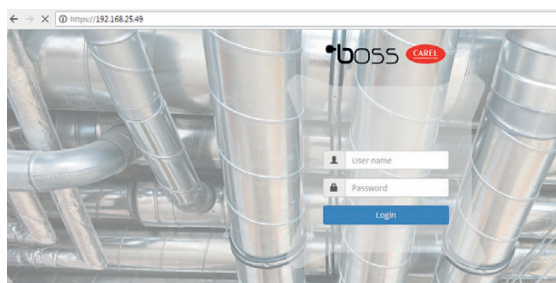 https://192.168.25.49
boss CAREL
User name
Password
Login